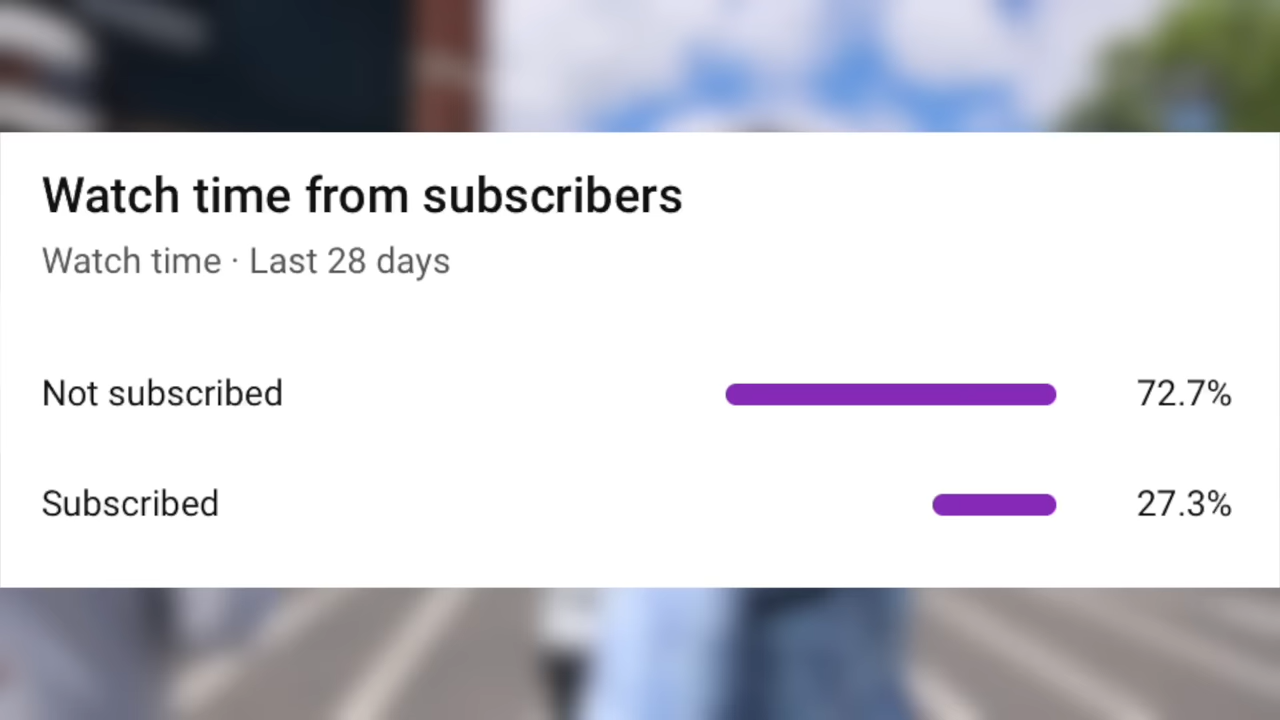 Watch time from subscribers
Watch time · Last 28 days
Not subscribed 72.7%
Subscribed 27.3%